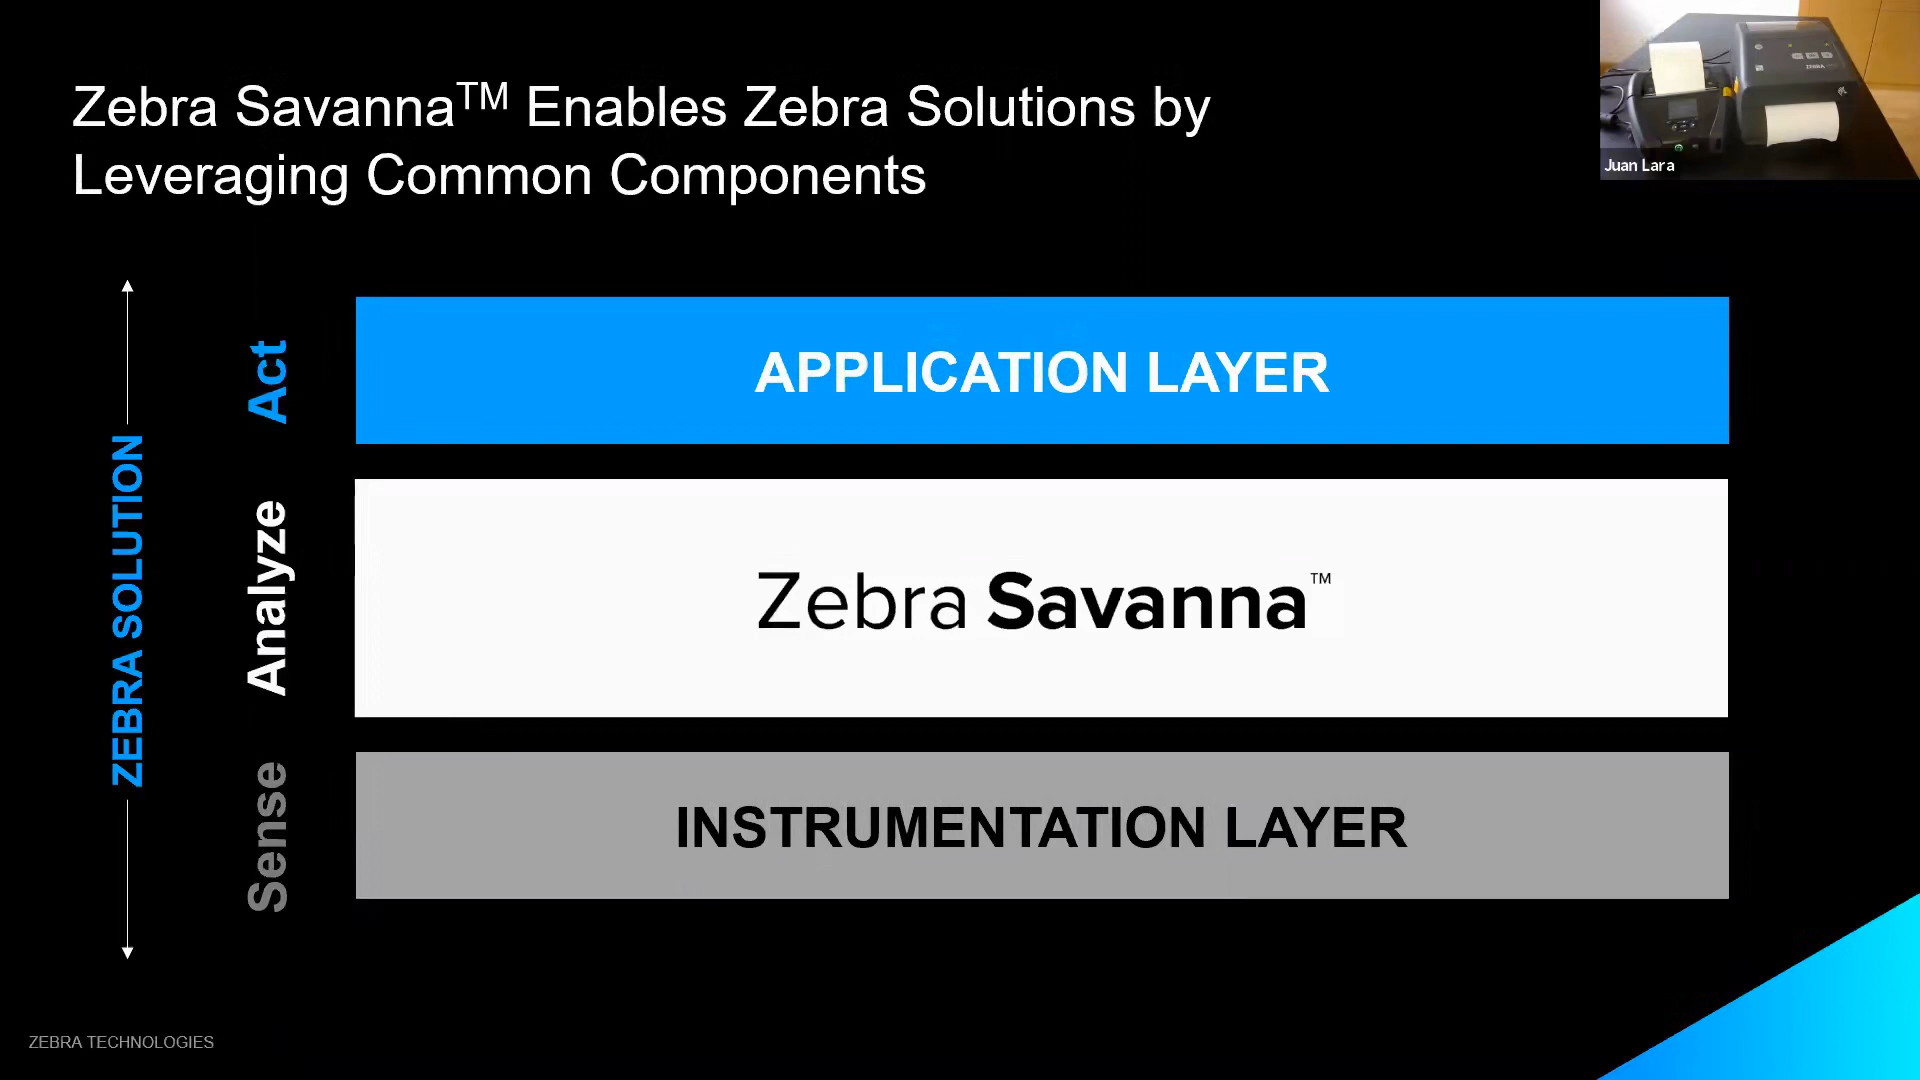 Zebra Savanna™ Enables Zebra Solutions by
Leveraging Common Components
Juan Lara
ZEBRA SOLUTION
Act
APPLICATION LAYER
Analyze
Zebra Savanna™
Sense
INSTRUMENTATION LAYER
ZEBRA TECHNOLOGIES
ZEBRA